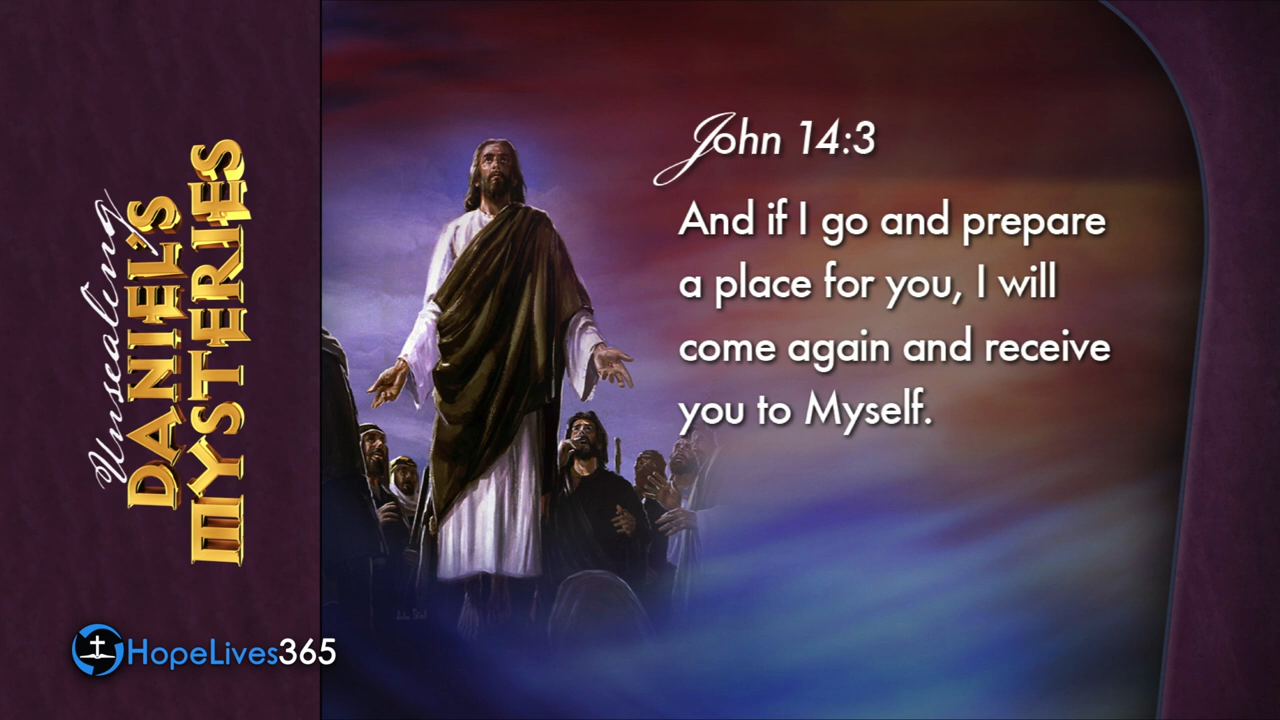 Unsealing
DANIEL'S
MYSTERIES
HopeLives365
John 14:3
And if I go and prepare
a place for you, I will
come again and receive
you to Myself.